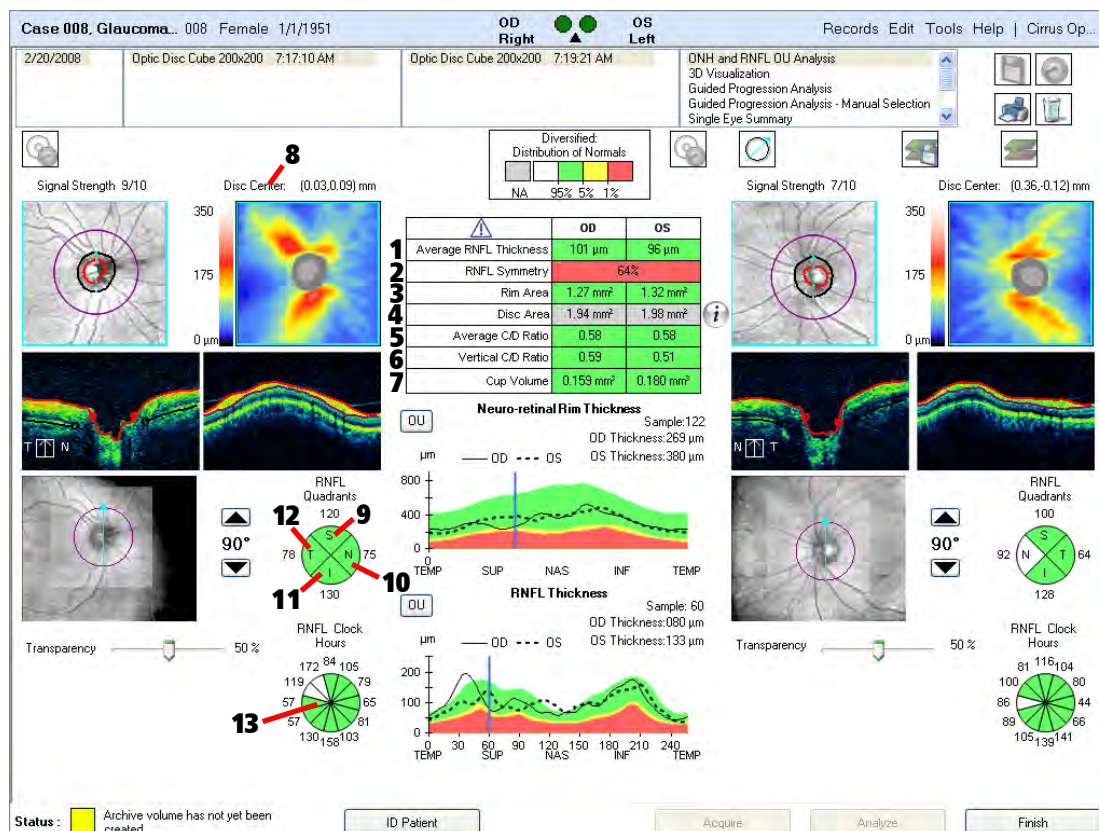 Case 008, Glaucoma... 008 Female 1/1/1951
OD
Right
OS
Left
Records Edit Tools Help | Cirrus Op...
2/20/2008
Optic Disc Cube 200x200 7:17:10 AM
Optic Disc Cube 200x200 7:19:21 AM
ONH and RNFL OU Analysis
3D Visualization
Guided Progression Analysis
Guided Progression Analysis - Manual Selection
Single Eye Summary
Diversified:
Distribution of Normals
NA 95% 5% 1%
8
Signal Strength 9/10
Disc Center: (0.03,0.09) mm
350
175
0 µm
OD OS
1 Average RNFL Thickness 101 µm 96 µm
2 RNFL Symmetry 64%
3 Rim Area 1.27 mm² 1.32 mm²
4 Disc Area 1.94 mm² 1.98 mm²
5 Average C/D Ratio 0.58 0.58
6 Vertical C/D Ratio 0.59 0.51
7 Cup Volume 0.159 mm³ 0.180 mm³
i
Signal Strength 7/10
Disc Center: (0.36,-0.12) mm
350
175
0 µm
T N
N T
OU
Neuro-retinal Rim Thickness
Sample:122
OD Thickness:269 µm
OS Thickness:380 µm
µm
OD OS
800
400
0
TEMP SUP NAS INF TEMP
RNFL
Quadrants
120
12 9
S
78 T N 75
I
11 10
130
90°
OU
RNFL Thickness
Sample: 60
OD Thickness:080 µm
OS Thickness:133 µm
µm
OD OS
200
100
0
0 30 60 90 120 150 180 210 240
TEMP SUP NAS INF TEMP
Transparency 50 %
RNFL Clock
Hours
172 84 105
119 79
57 65
13
57 81
130 158 103
90°
RNFL
Quadrants
100
S
92 N T 64
I
128
Transparency 50 %
RNFL Clock
Hours
81 116 104
100 80
86 44
89 66
105 139 141
Status : Archive volume has not yet been
created
ID Patient
Acquire
Analyze
Finish